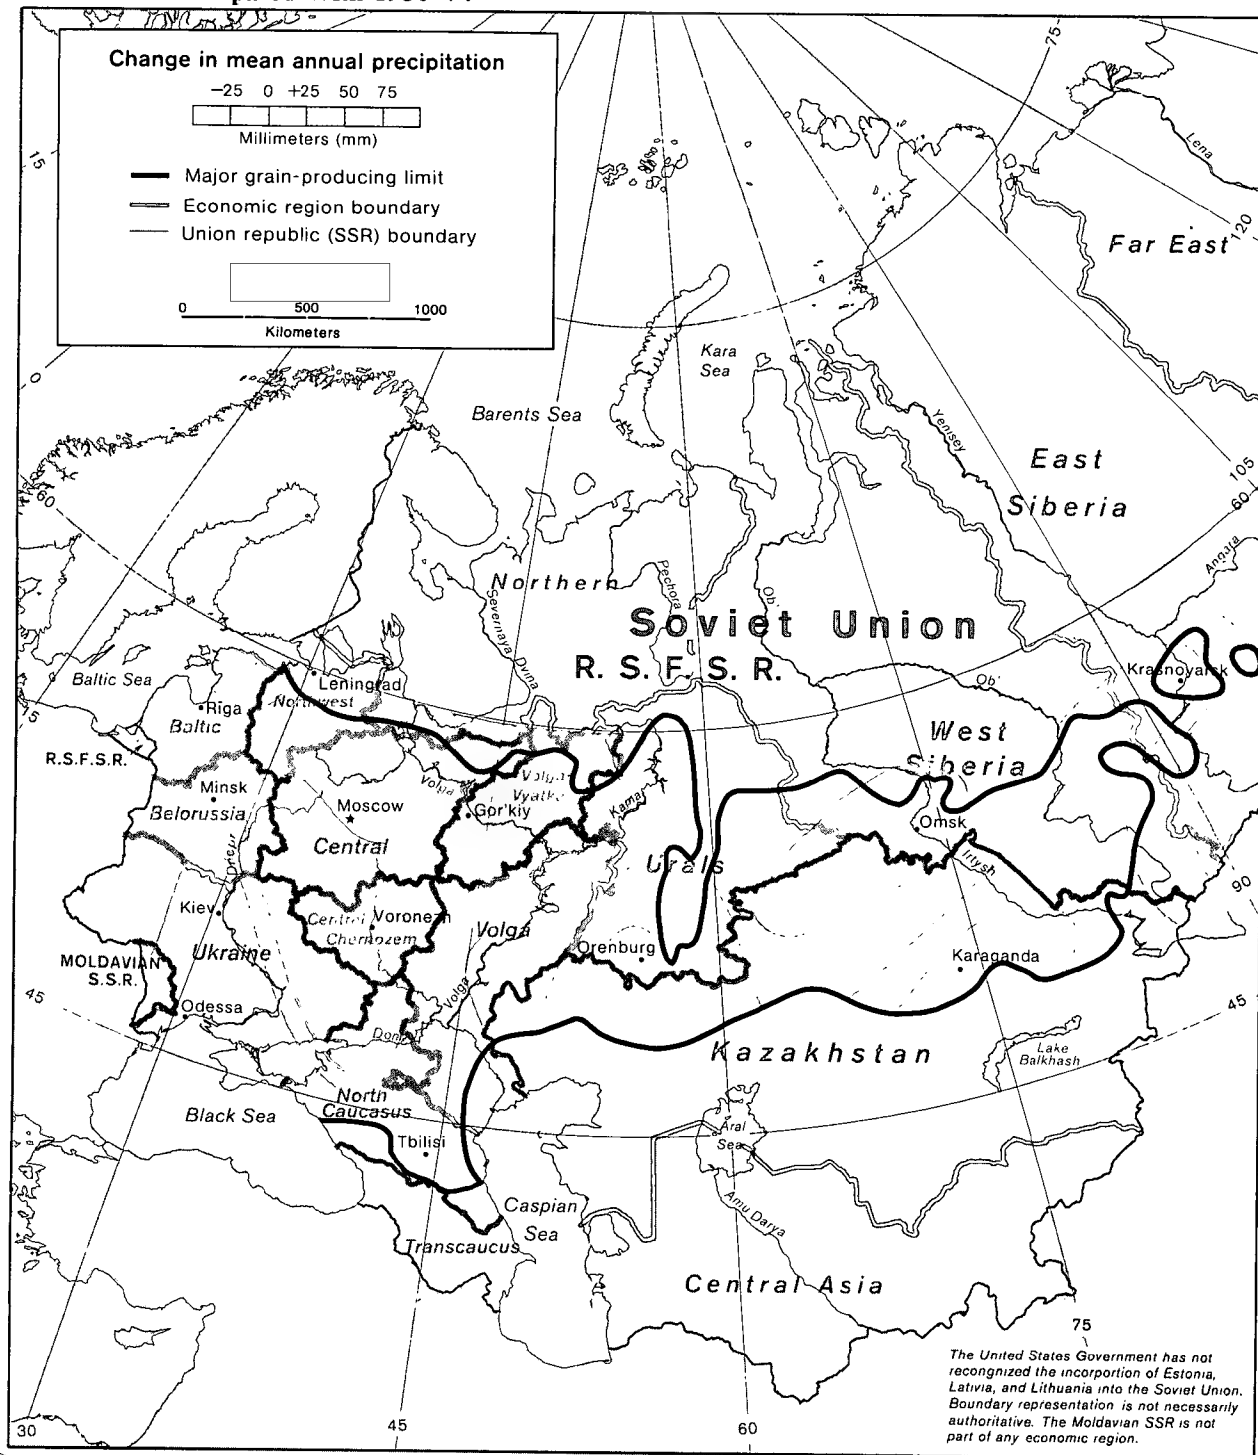 Change in mean annual precipitation
−25 0 +25 50 75
Millimeters (mm)
Major grain-producing limit
Economic region boundary
Union republic (SSR) boundary
0 500 1000
Kilometers
75
Lena
120
Far East
15
0
Kara
Sea
Barents Sea
Yenisey
East
Siberia
105
60
60
Angara
Northern
Pechora
Ob'
Severnaya Dvina
Soviet Union
R. S. F. S. R.
Krasnoyarsk
Baltic Sea
Leningrad
Northwest
Ob'
15
Riga
Baltic
West
Siberia
R.S.F.S.R.
Minsk
Belorussia
Volga
Volga
Vyatka
Gor'kiy
Kama
Moscow
Central
Omsk
Dnepr
Urals
Irtysh
90
Kiev
Central Voronezh
Chernozem
Volga
Ukraine
Orenburg
Karaganda
MOLDAVIAN
S.S.R.
45
Odessa
Volga
45
Don
Kazakhstan
Lake
Balkhash
North
Caucasus
Black Sea
Aral
Sea
Tbilisi
Caspian
Sea
Amu Darya
Transcaucus
Central Asia
75
The United States Government has not
recongnized the incorportion of Estonia,
Lativia, and Lithuania into the Soviet Union.
Boundary representation is not necessarily
authoritative. The Moldavian SSR is not
part of any economic region.
30
45
60